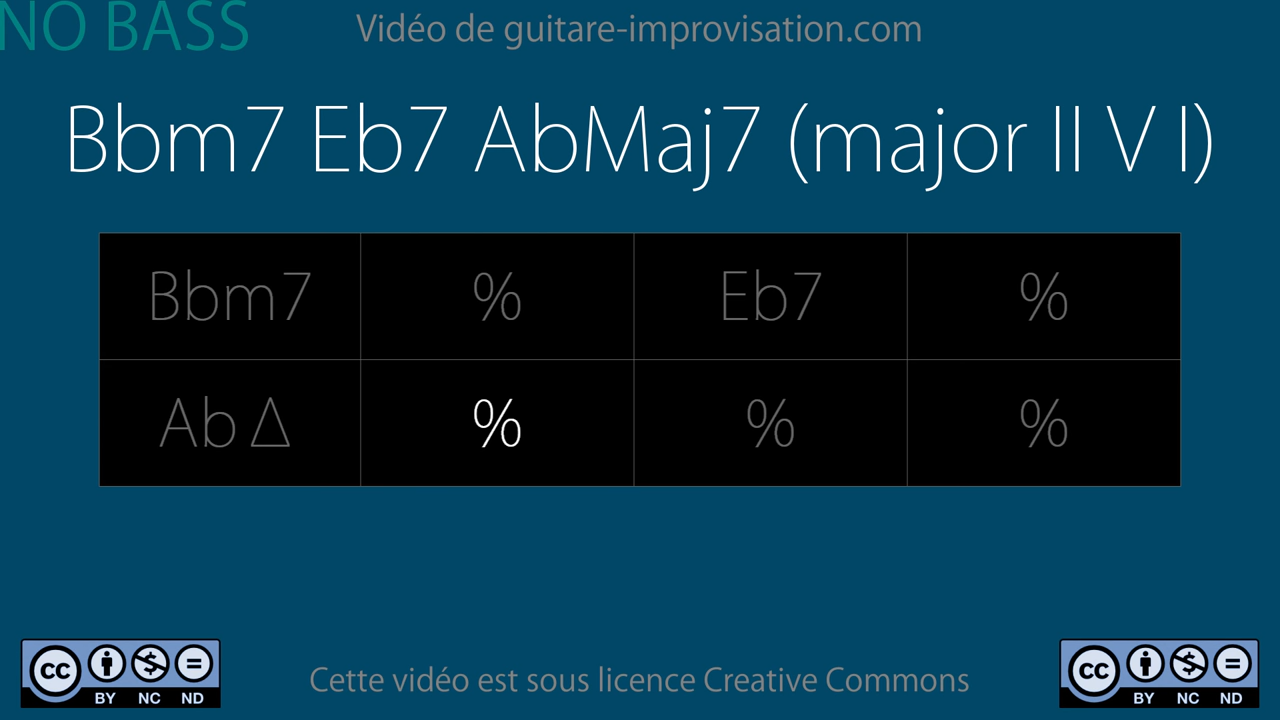 NO BASS
Vidéo de guitare-improvisation.com
Bbm7 Eb7 AbMaj7 (major II V I)
Bbm7 % Eb7 %
Ab Δ % % %
CC BY NC ND
Cette vidéo est sous licence Creative Commons
CC BY NC ND